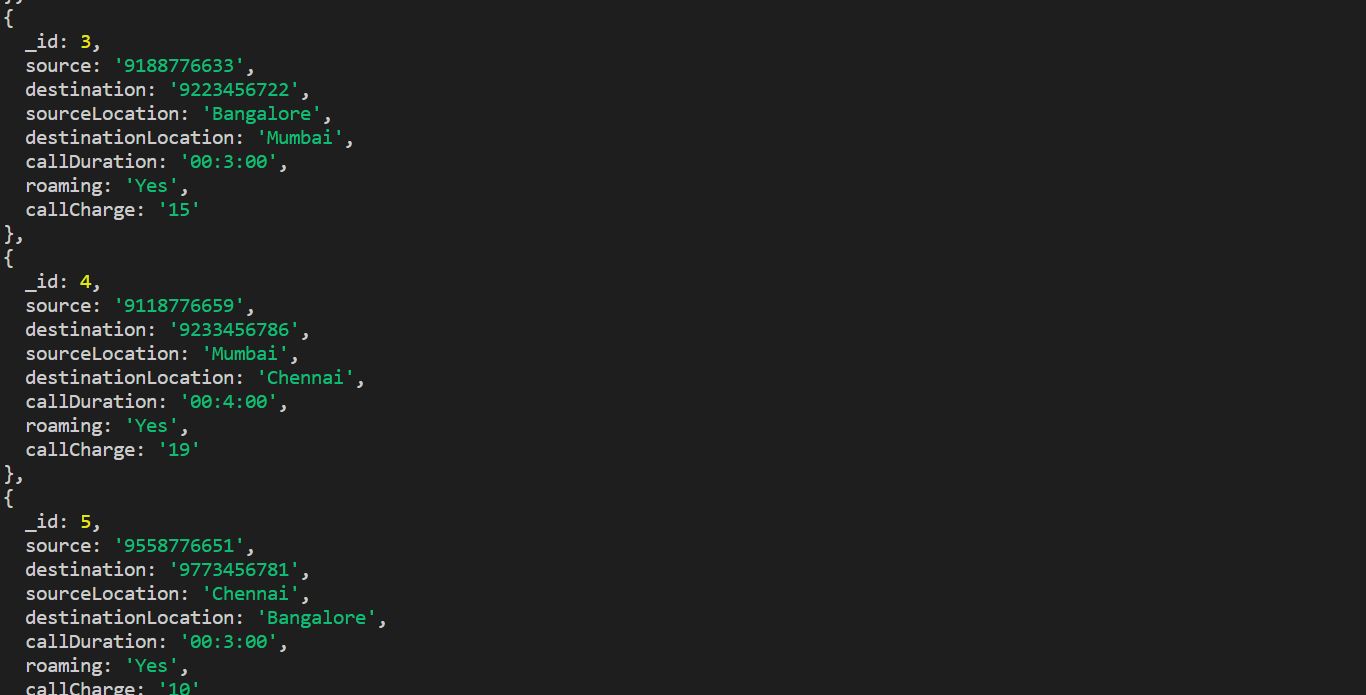 {
_id: 3,
source: '9188776633',
destination: '9223456722',
sourceLocation: 'Bangalore',
destinationLocation: 'Mumbai',
callDuration: '00:3:00',
roaming: 'Yes',
callCharge: '15'
},
{
_id: 4,
source: '9118776659',
destination: '9233456786',
sourceLocation: 'Mumbai',
destinationLocation: 'Chennai',
callDuration: '00:4:00',
roaming: 'Yes',
callCharge: '19'
},
{
_id: 5,
source: '9558776651',
destination: '9773456781',
sourceLocation: 'Chennai',
destinationLocation: 'Bangalore',
callDuration: '00:3:00',
roaming: 'Yes',
callCharge: '10'